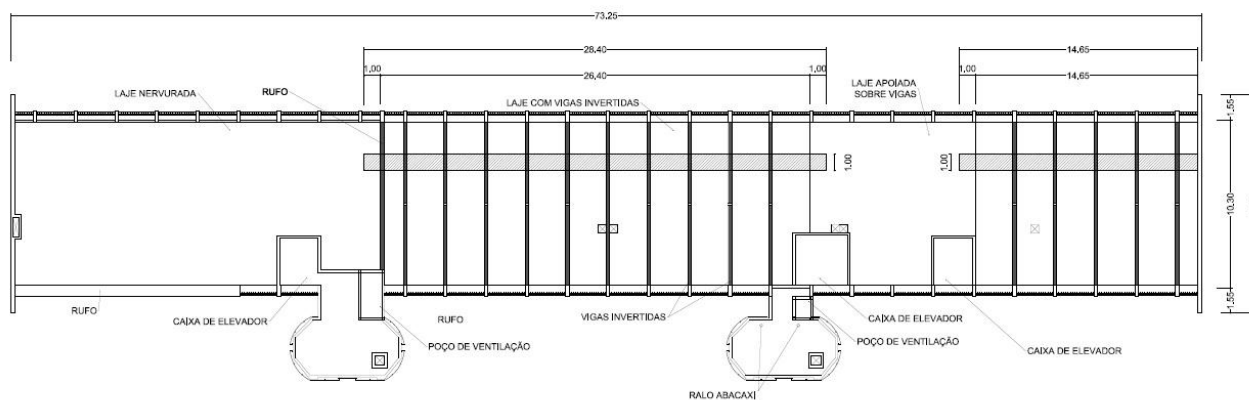 73,25
28,40
14,65
1,00
26,40
1,00
1,00
14,65
LAJE NERVURADA
RUFO
LAJE COM VIGAS INVERTIDAS
LAJE APOIADA
SOBRE VIGAS
1,55
1,00
1,00
10,30
RUFO
CAIXA DE ELEVADOR
RUFO
VIGAS INVERTIDAS
CAIXA DE ELEVADOR
1,55
POÇO DE VENTILAÇÃO
POÇO DE VENTILAÇÃO
CAIXA DE ELEVADOR
RALO ABACAXI